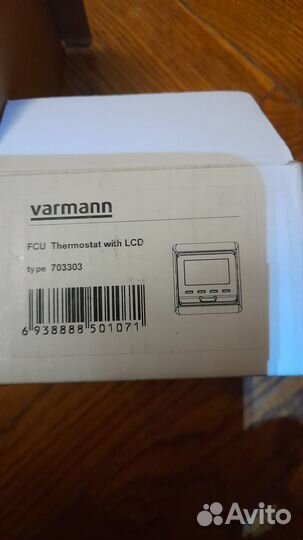 varmann
FCU Thermostat with LCD
type 703303
6 938888 501071
Avito